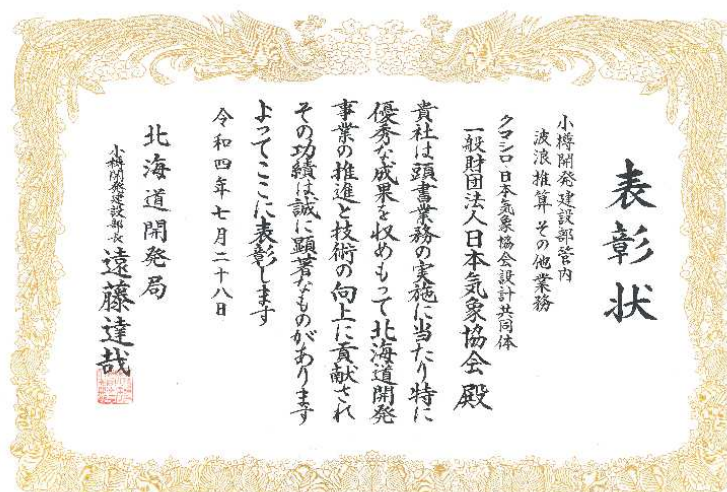 表彰状
小樽開発建設部管内
波浪推算その他業務
クマシロ・日本気象協会設計共同体
一般財団法人日本気象協会殿
貴社は頭書業務の実施に当たり特に
優秀な成果を収めもって北海道開発
事業の推進と技術の向上に貢献され
その功績は誠に顕著なものがあります
よってここに表彰します
令和四年七月二十八日
北海道開発局
小樽開発建設部長 遠藤達哉